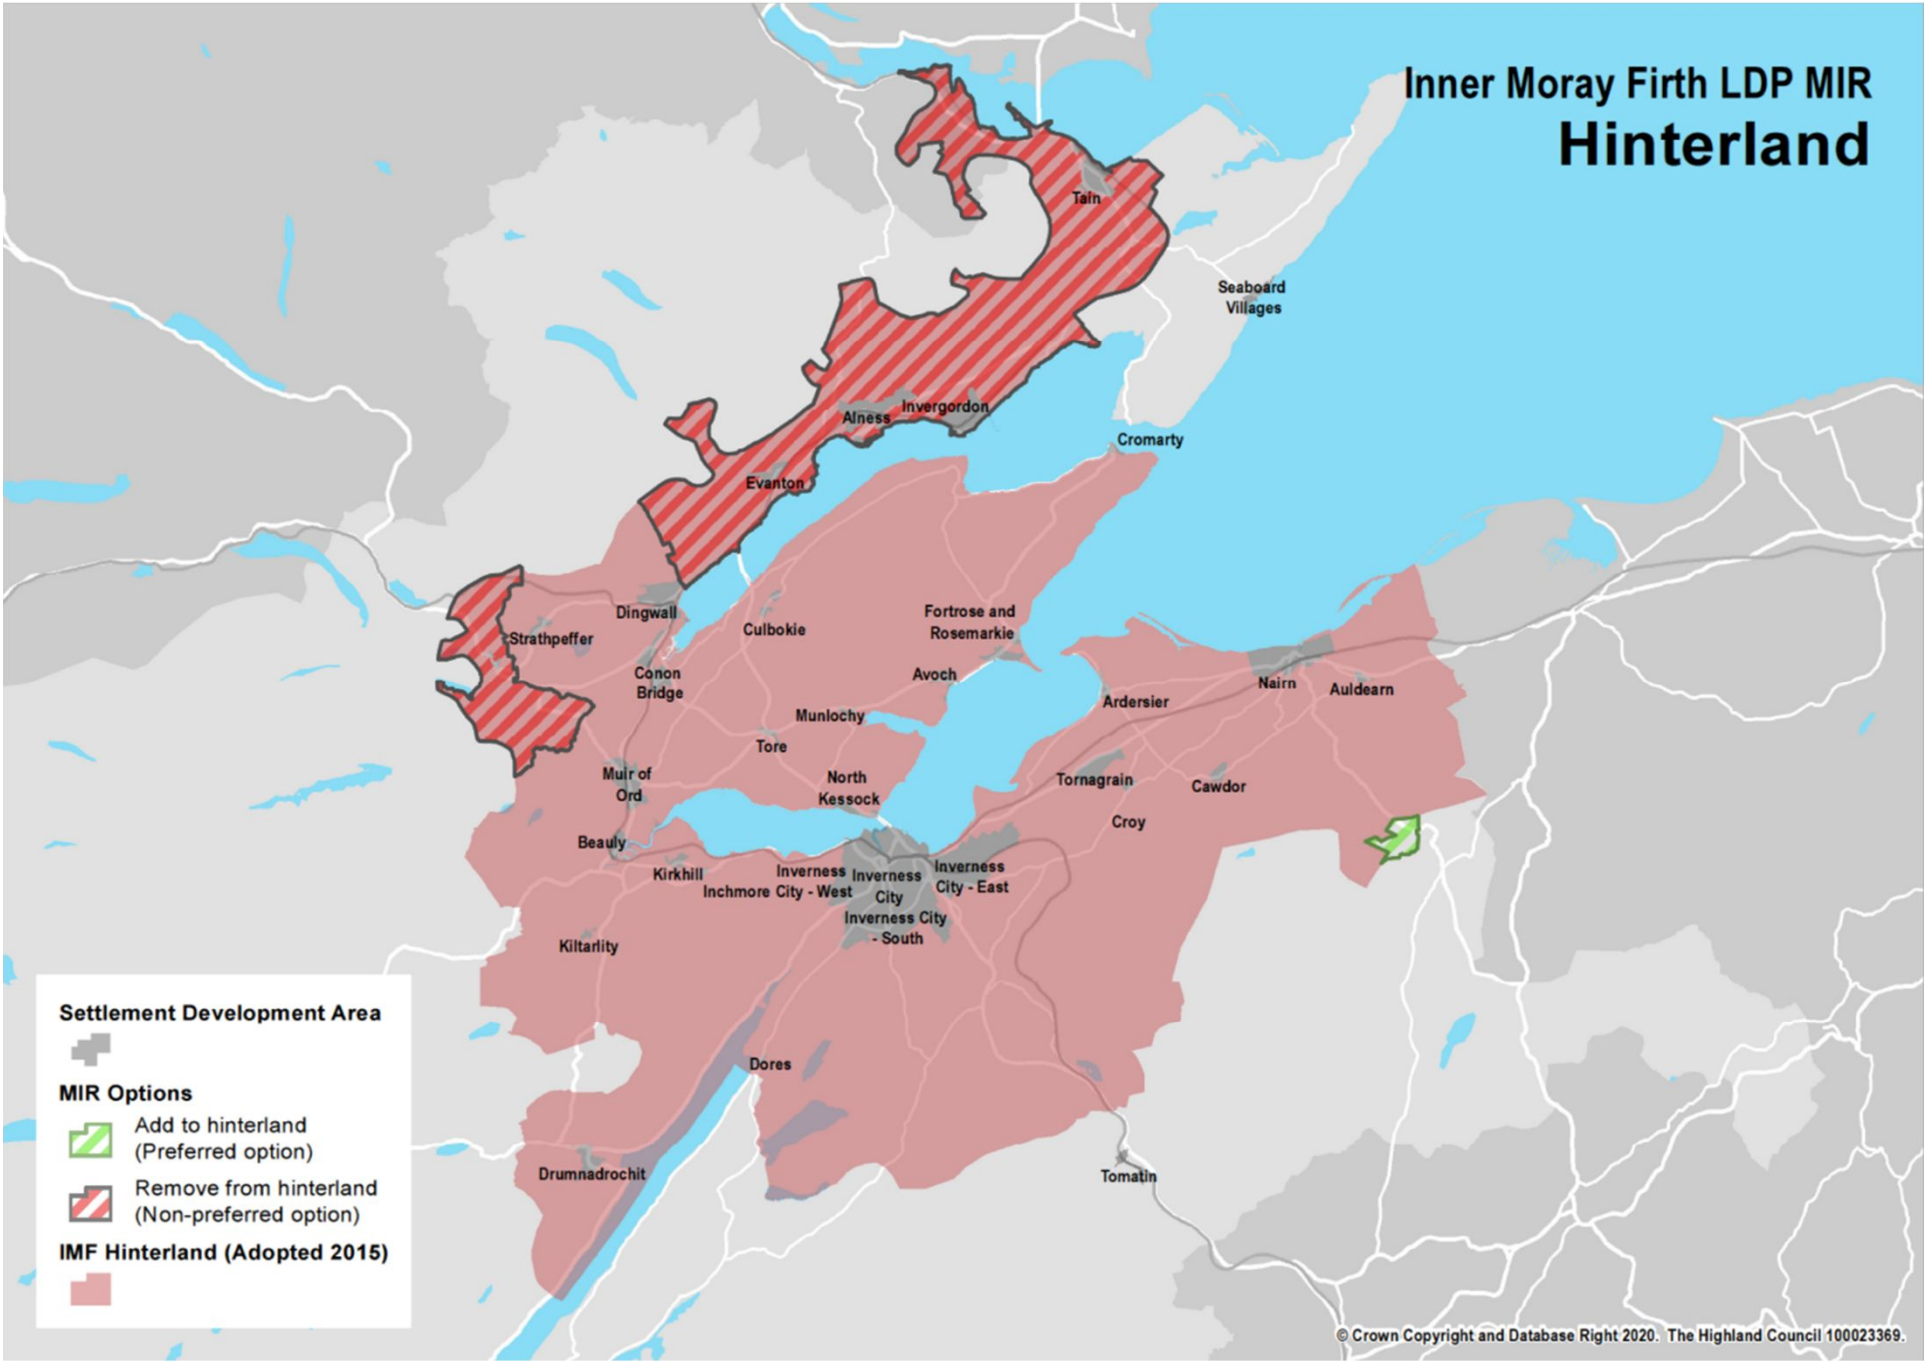 Inner Moray Firth LDP MIR
Hinterland
Tain
Seaboard
Villages
Alness
Invergordon
Cromarty
Evanton
Dingwall
Strathpeffer
Culbokie
Fortrose and
Rosemarkie
Conon
Bridge
Avoch
Munlochy
Tore
Ardersier
Nairn
Auldearn
Muir of
Ord
North
Kessock
Tornagrain
Cawdor
Croy
Beauly
Kirkhill
Inchmore
Inverness
City - West
Inverness
City
Inverness
City - East
Inverness City
- South
Kiltarlity
Dores
Drumnadrochit
Tomatin
Settlement Development Area
MIR Options
Add to hinterland
(Preferred option)
Remove from hinterland
(Non-preferred option)
IMF Hinterland (Adopted 2015)
© Crown Copyright and Database Right 2020. The Highland Council 100023369.